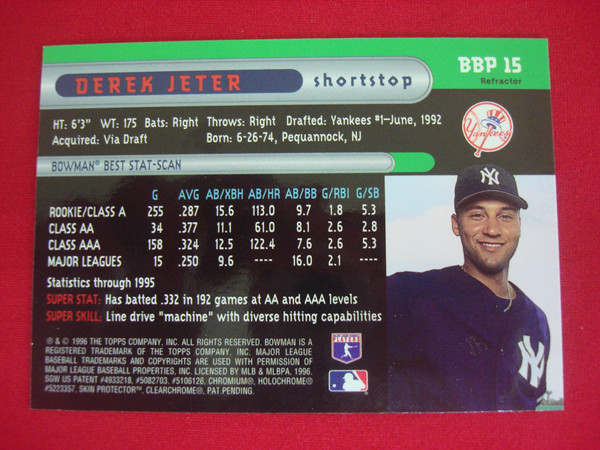 DEREK JETER
shortstop
BBP 15
Refractor
HT: 6'3" WT: 175 Bats: Right Throws: Right Drafted: Yankees #1–June, 1992
Acquired: Via Draft Born: 6-26-74, Pequannock, NJ
Yankees
BOWMAN® BEST STAT-SCAN
G AVG AB/XBH AB/HR AB/BB G/RBI G/SB
ROOKIE/CLASS A 255 .287 15.6 113.0 9.7 1.8 5.3
CLASS AA 34 .377 11.1 61.0 8.1 2.6 2.8
CLASS AAA 158 .324 12.5 122.4 7.6 2.6 5.3
MAJOR LEAGUES 15 .250 9.6 ---- 16.0 2.1 ----
Statistics through 1995
SUPER STAT: Has batted .332 in 192 games at AA and AAA levels
SUPER SKILL: Line drive "machine" with diverse hitting capabilities
® & © 1996 THE TOPPS COMPANY, INC. ALL RIGHTS RESERVED. BOWMAN IS A
REGISTERED TRADEMARK OF THE TOPPS COMPANY, INC. MAJOR LEAGUE
BASEBALL TRADEMARKS AND COPYRIGHTS ARE USED WITH PERMISSION OF
MAJOR LEAGUE BASEBALL PROPERTIES, INC. LICENSED BY MLB & MLBPA, 1996.
SGW US PATENT #4933218, #5082703, #5106126, CHROMIUM®, HOLOCHROME®
#5223357, SKIN PROTECTOR™, CLEARCHROME®, PAT.PENDING.
PLAYERS
NY
NY